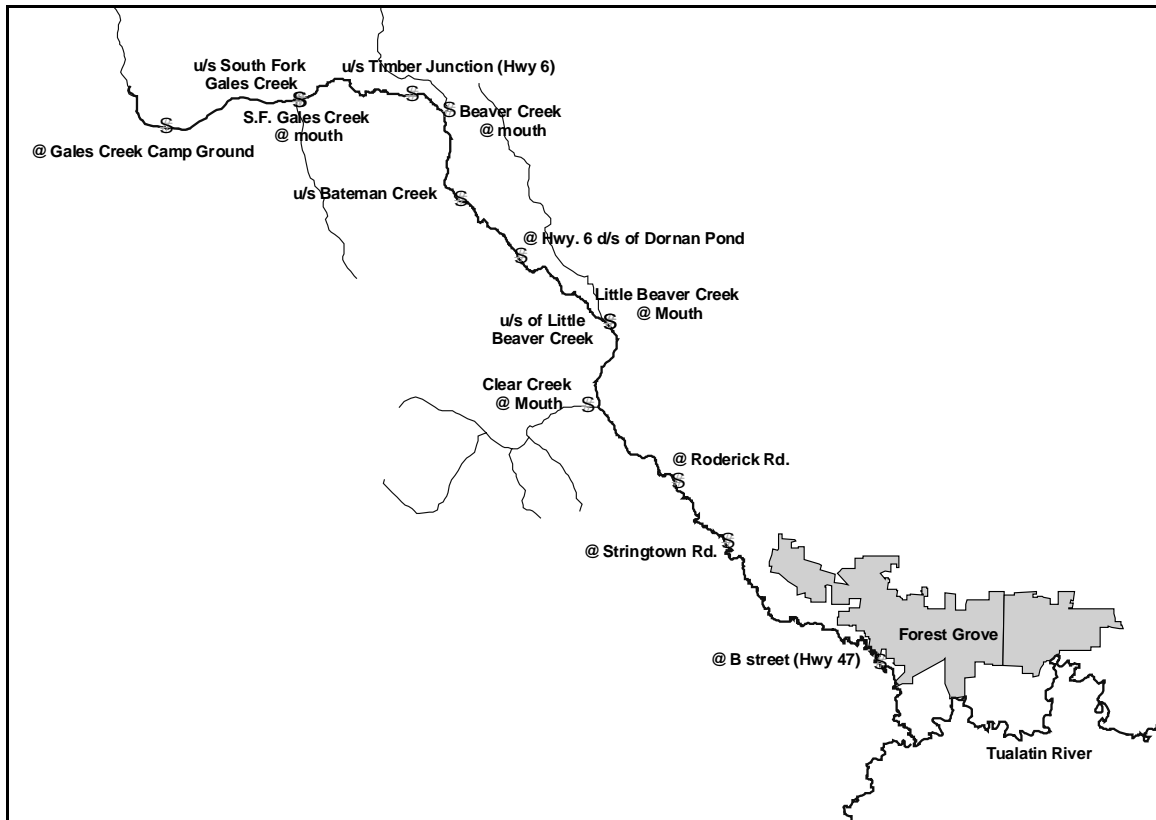 u/s South Fork
Gales Creek
u/s Timber Junction (Hwy 6)
S.F. Gales Creek
@ mouth
Beaver Creek
@ mouth
@ Gales Creek Camp Ground
u/s Bateman Creek
@ Hwy. 6 d/s of Dornan Pond
Little Beaver Creek
@ Mouth
u/s of Little
Beaver Creek
Clear Creek
@ Mouth
@ Roderick Rd.
@ Stringtown Rd.
Forest Grove
@ B street (Hwy 47)
Tualatin River
S
S
S
S
S
S
S
S
S
S
S